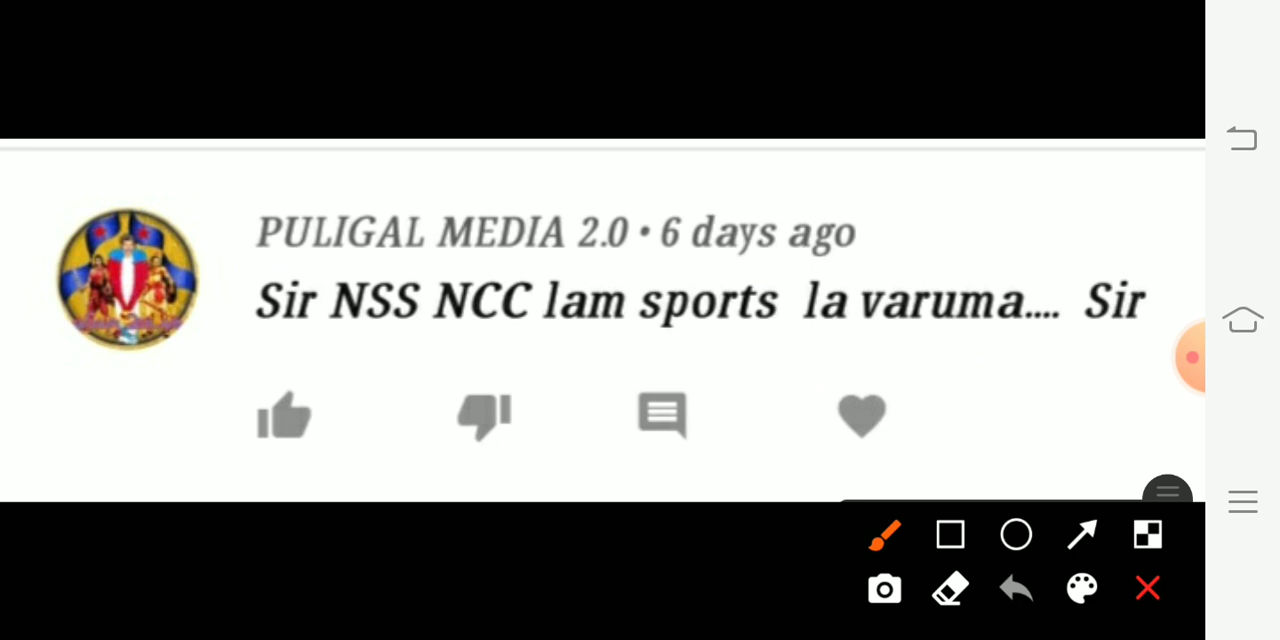 PULIGAL MEDIA 2.0 • 6 days ago
Sir NSS NCC lam sports la varuma.... Sir